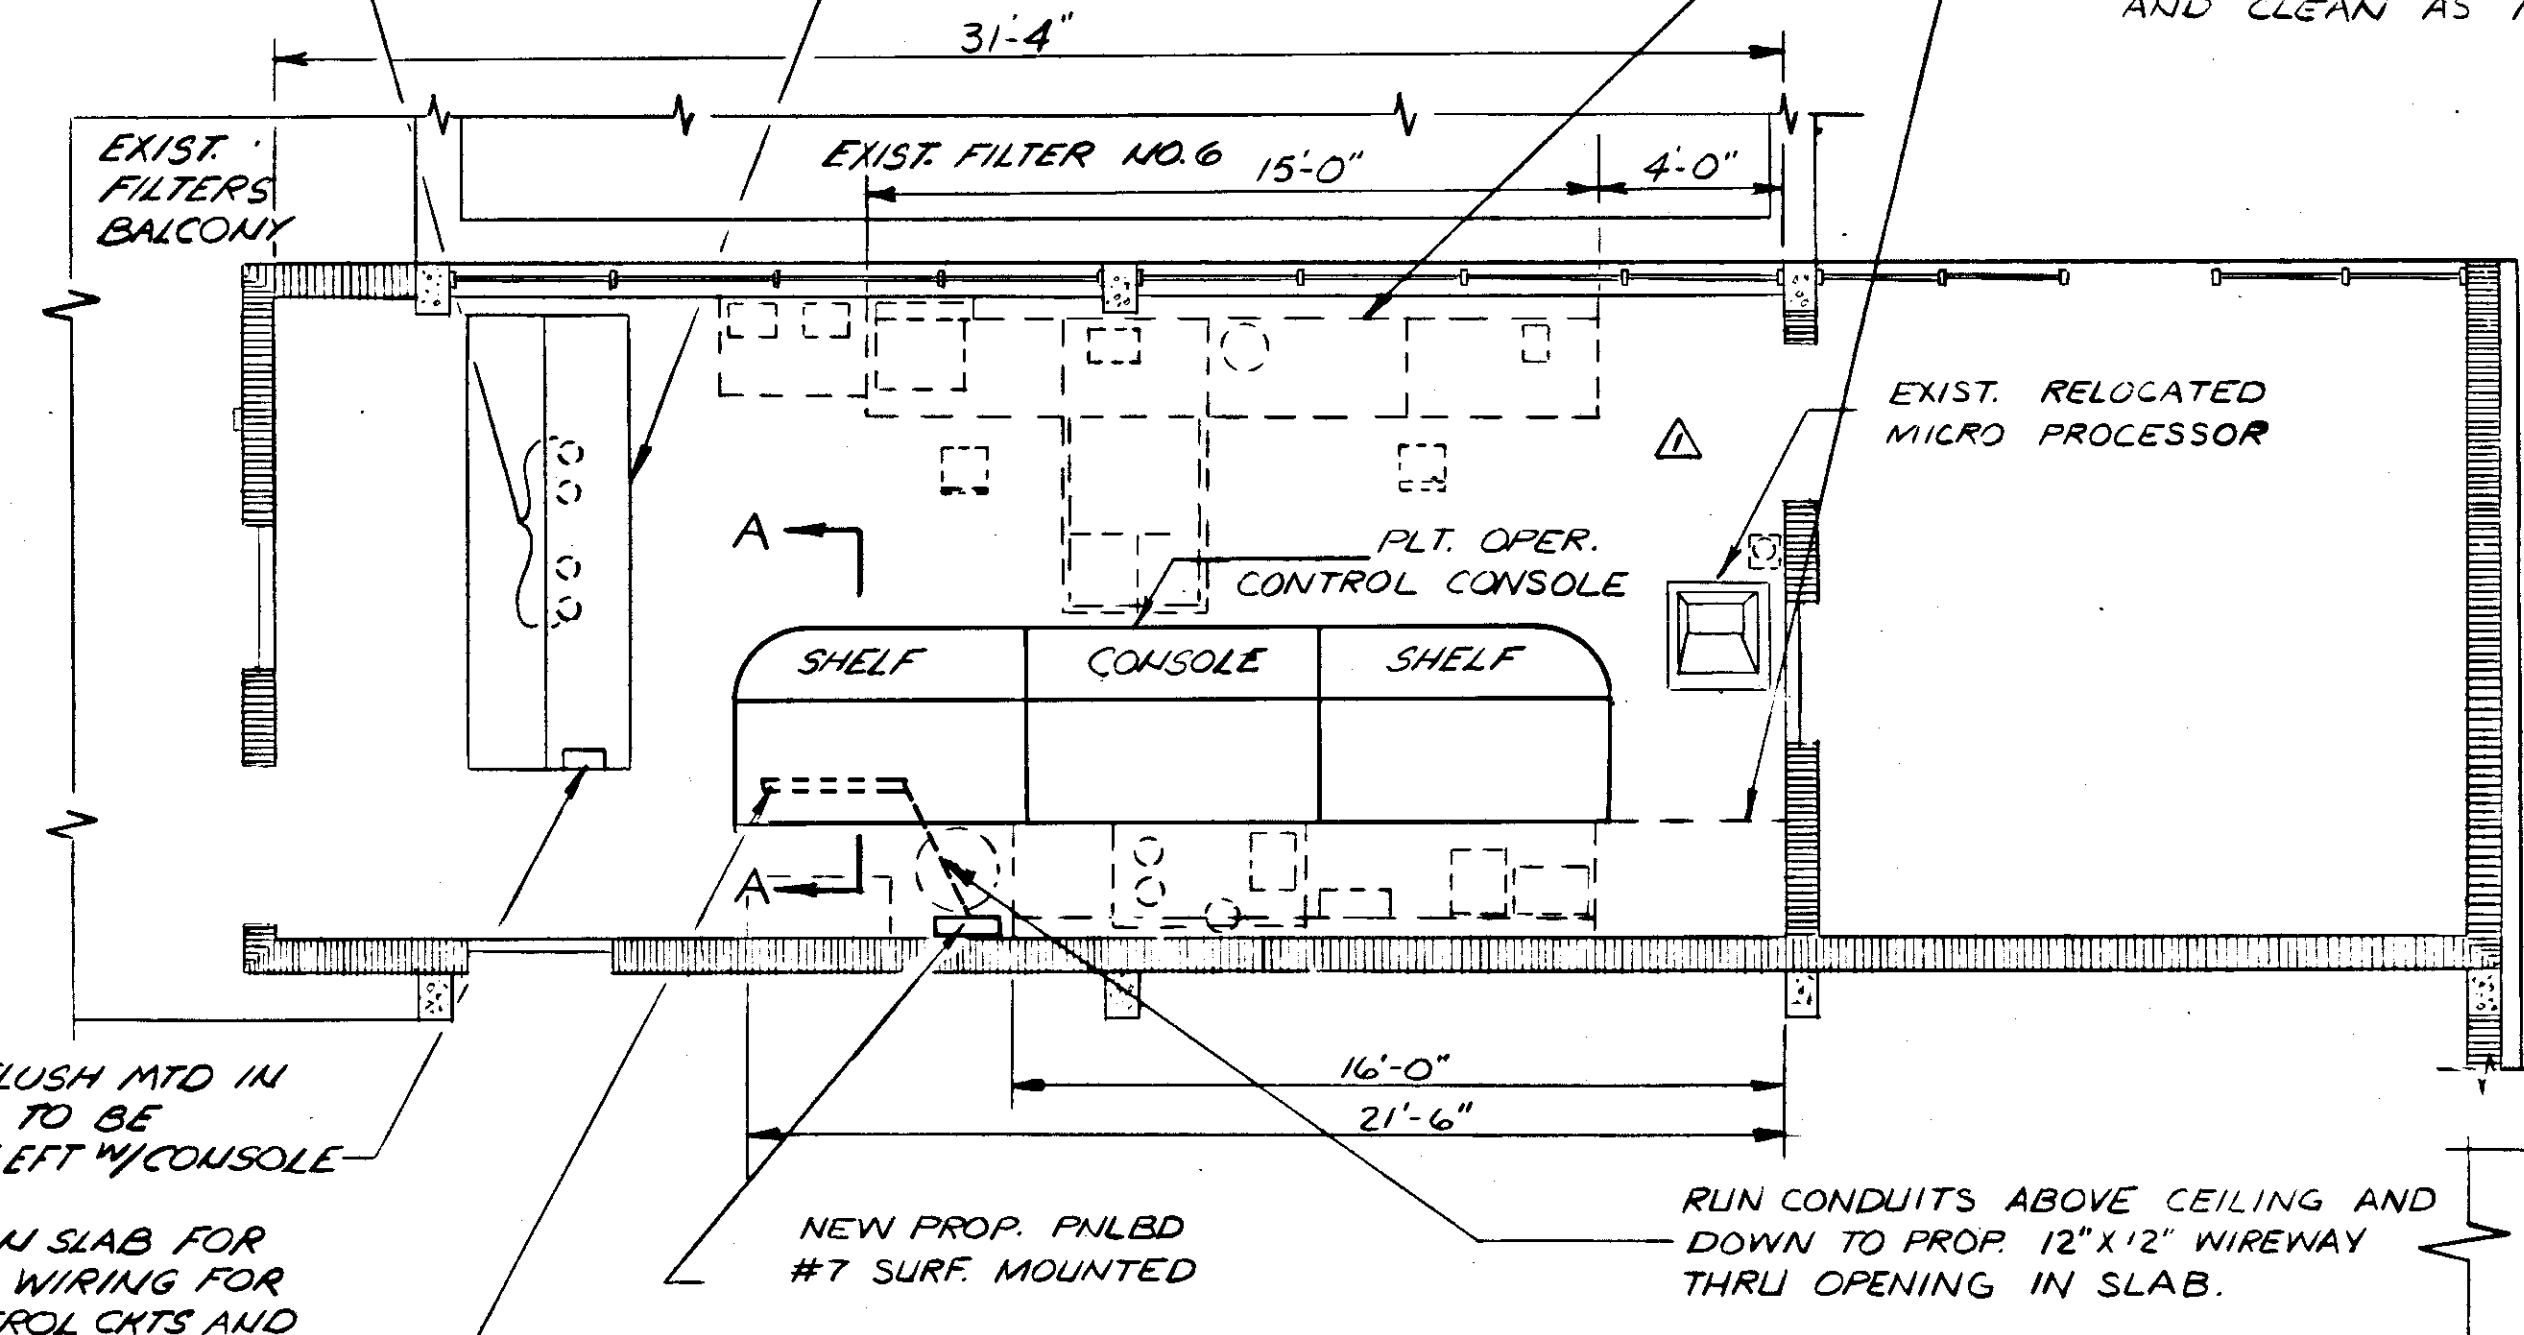 AND CLEAN AS
31'-4"
EXIST.
FILTERS
BALCONY
EXIST. FILTER NO.6
15'-0"
4'-0"
EXIST. RELOCATED
MICRO PROCESSOR
1
A
PLT. OPER.
CONTROL CONSOLE
SHELF
CONSOLE
SHELF
A
16'-0"
21'-6"
LUSH MTD IN
TO BE
EFT W/CONSOLE
N SLAB FOR
WIRING FOR
ROL CKTS AND
NEW PROP. PNLBD
#7 SURF. MOUNTED
RUN CONDUITS ABOVE CEILING AND
DOWN TO PROP. 12"X12" WIREWAY
THRU OPENING IN SLAB.